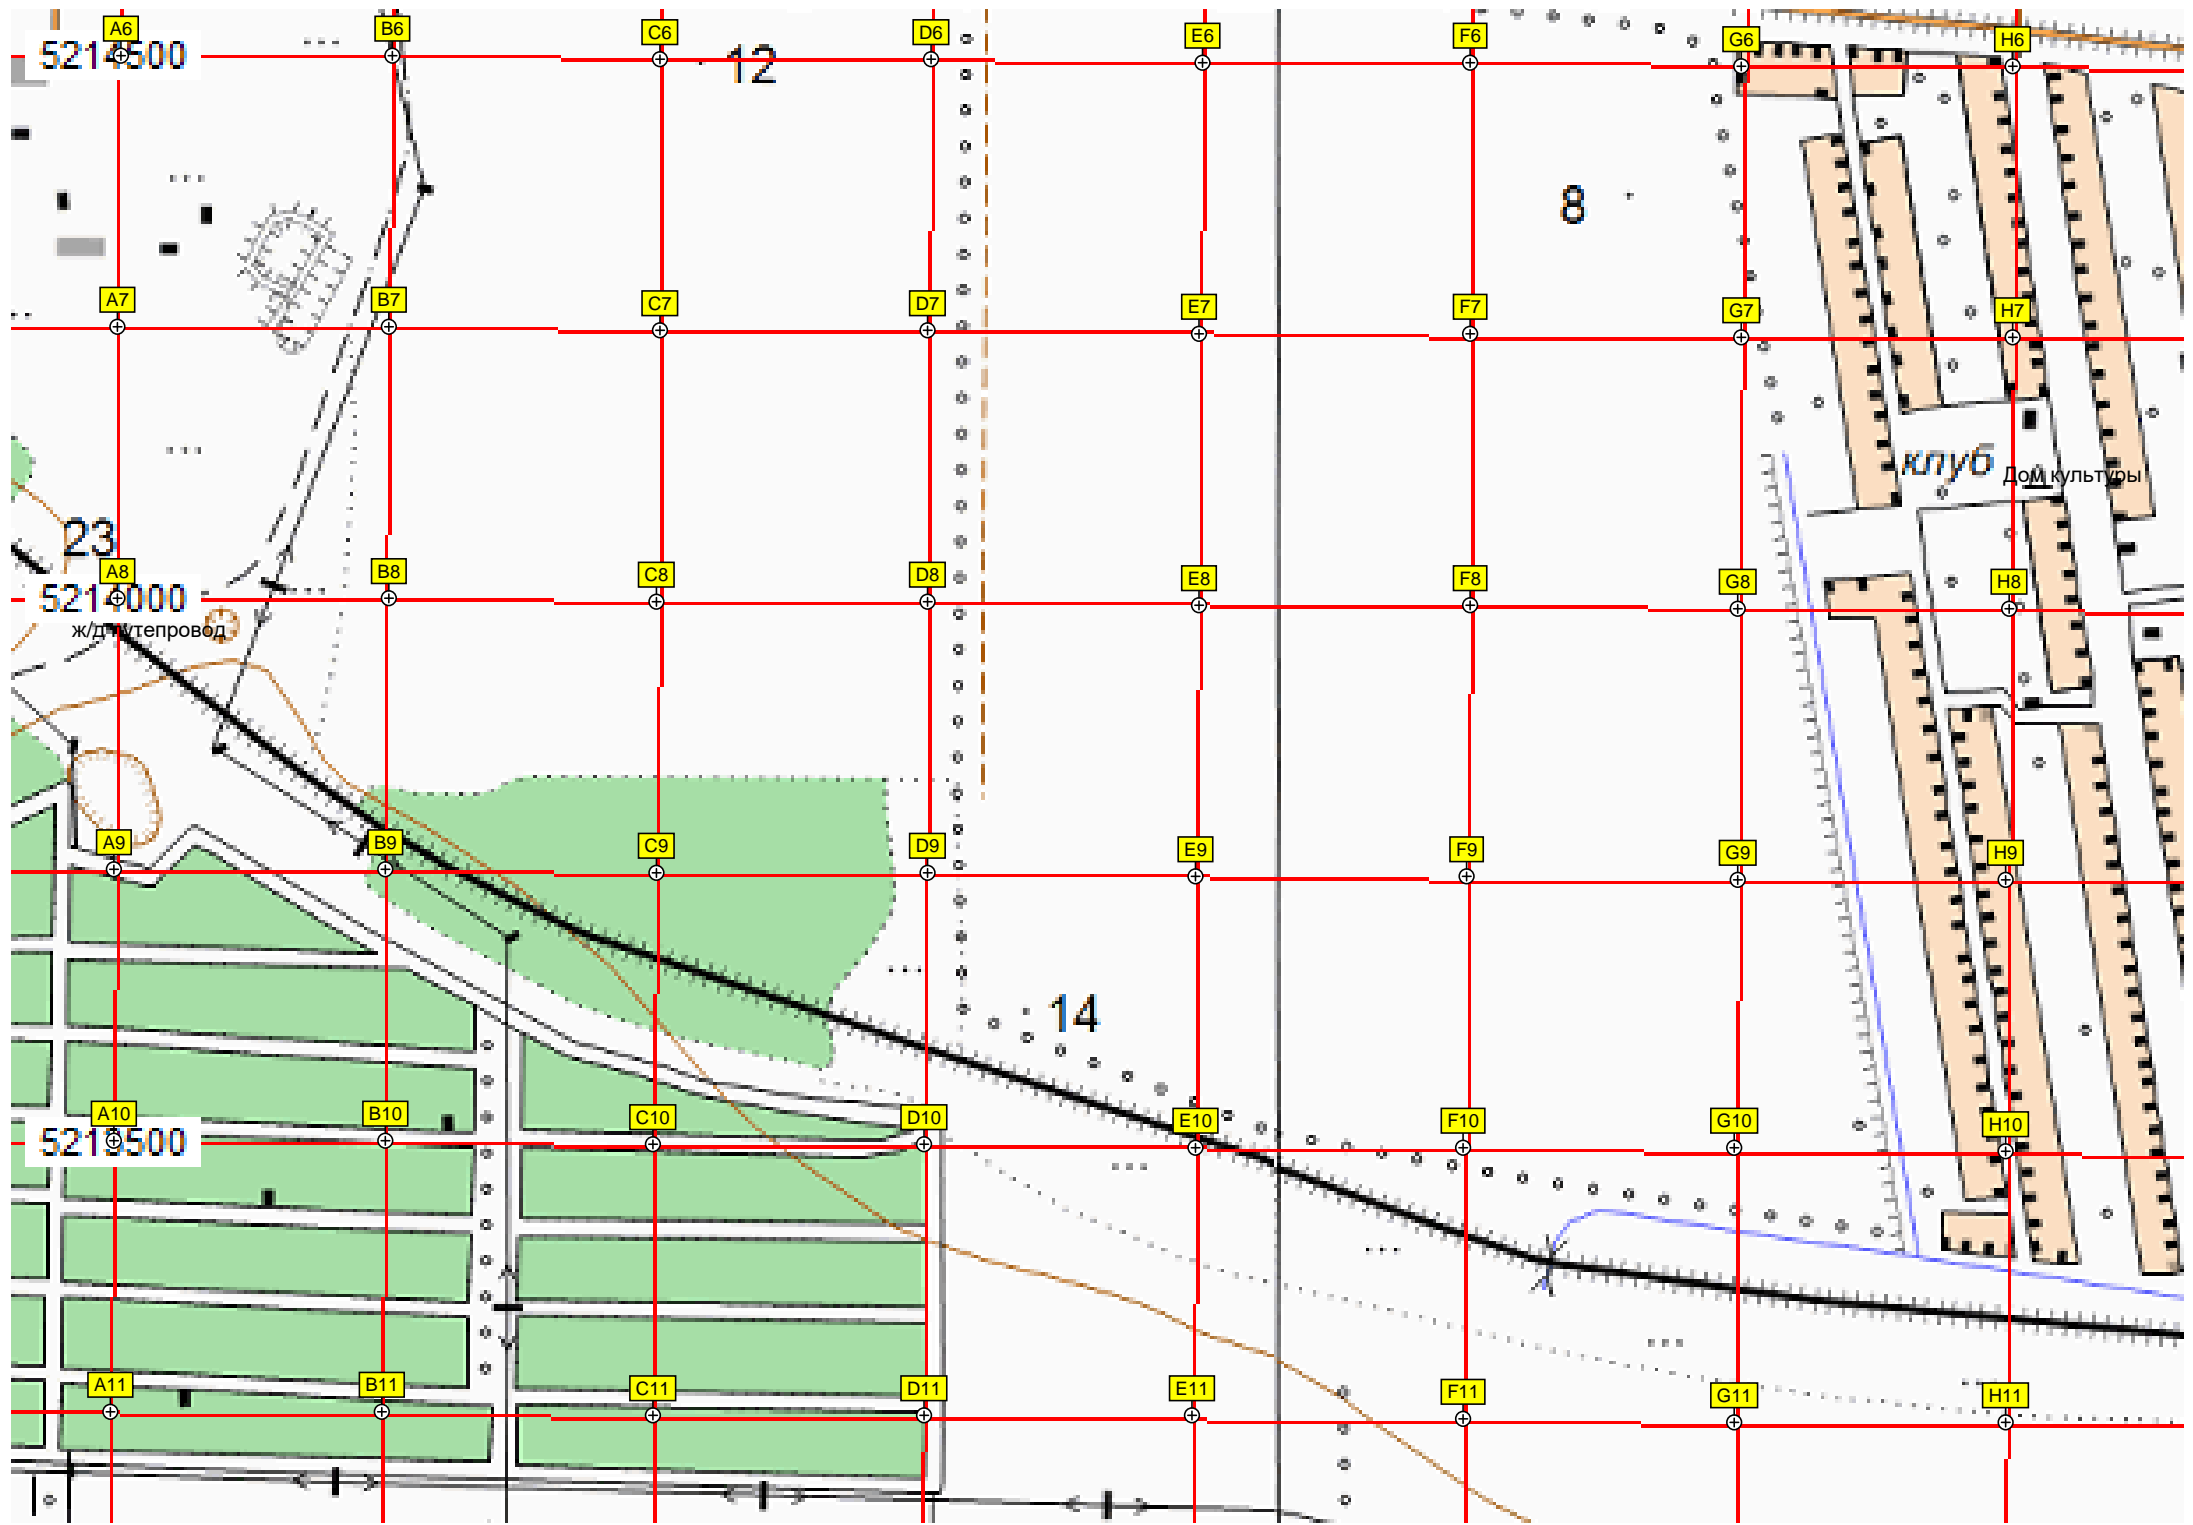 A6 B6 C6 D6 E6 F6 G6 H6
5214500
12
8
A7 B7 C7 D7 E7 F7 G7 H7
клуб
Дом культуры
23
A8 B8 C8 D8 E8 F8 G8 H8
5214000
ж/д путепровод
A9 B9 C9 D9 E9 F9 G9 H9
14
A10 B10 C10 D10 E10 F10 G10 H10
5213500
A11 B11 C11 D11 E11 F11 G11 H11